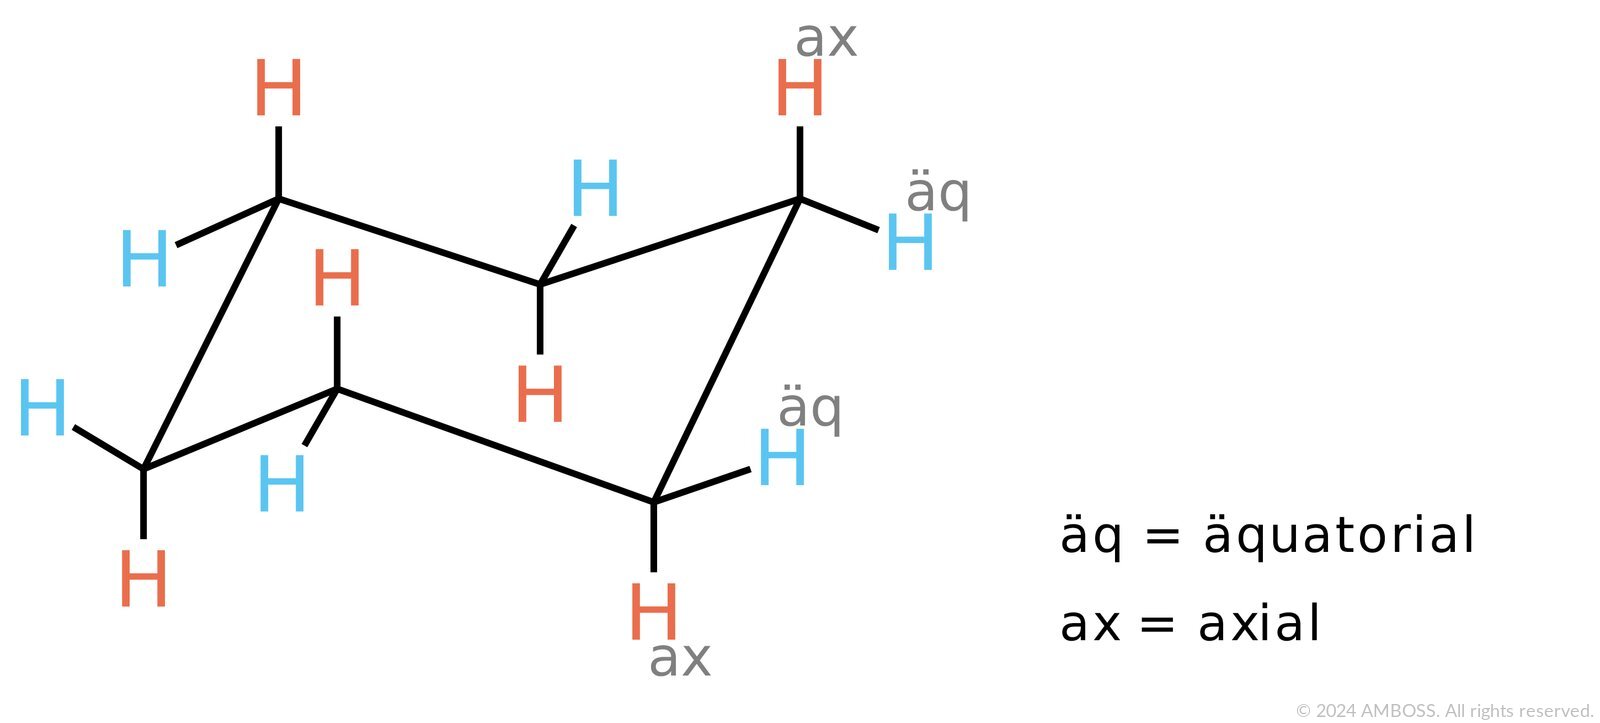 ax
H
H
H
äq
H
H
H
H
H
äq
H
H
H
äq = äquatorial
H
H
ax = axial
ax
© 2024 AMBOSS. All rights reserved.